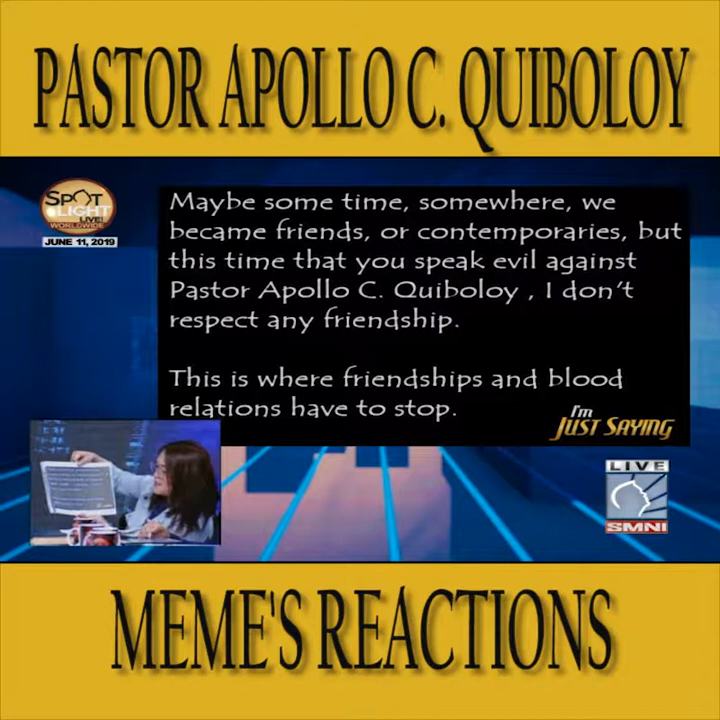 PASTOR APOLLO C. QUIBOLOY
SPOTLIGHT
LIVE!
WORLDWIDE
JUNE 11, 2019
Maybe some time, somewhere, we
became friends, or contemporaries, but
this time that you speak evil against
Pastor Apollo C. Quiboloy , I don't
respect any friendship.
This is where friendships and blood
relations have to stop.
I'm
JUST SAYING
LIVE
SMNI
MEME'S REACTIONS